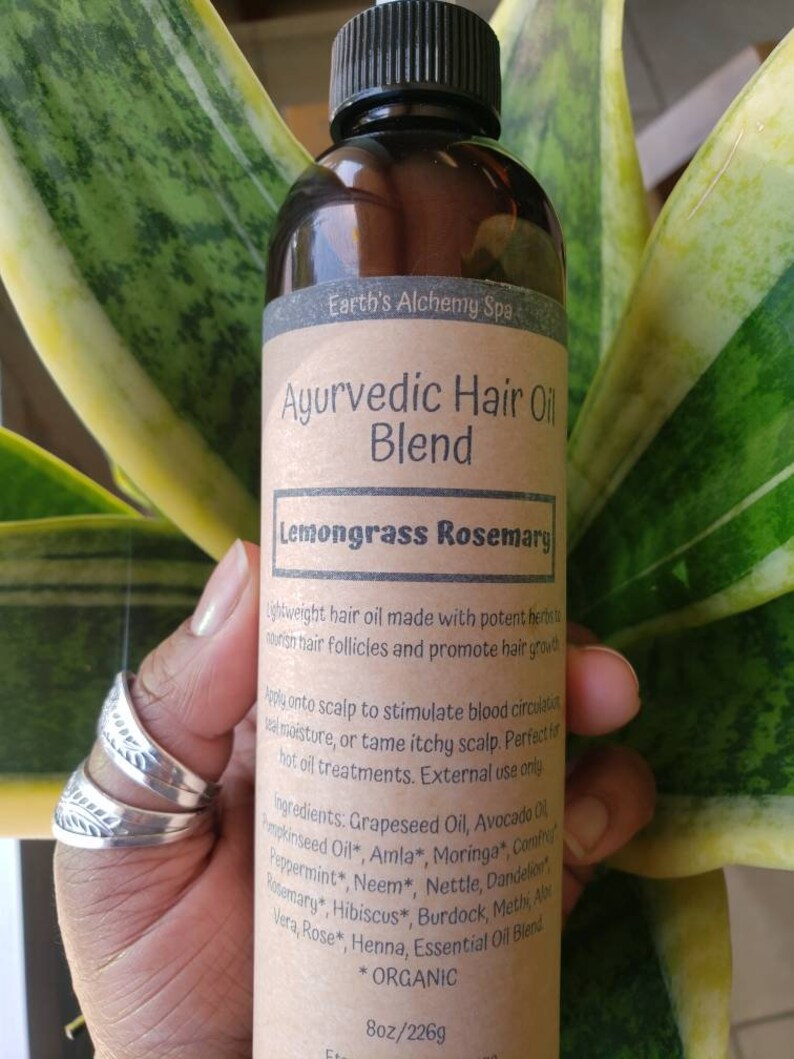 Earth's Alchemy Spa
Ayurvedic Hair Oil
Blend
Lemongrass Rosemary
Lightweight hair oil made with potent herbs to
nourish hair follicles and promote hair growth.
Apply onto scalp to stimulate blood circulation,
seal moisture, or tame itchy scalp. Perfect for
hot oil treatments. External use only.
Ingredients: Grapeseed Oil, Avocado Oil,
Pumpkinseed Oil*, Amla*, Moringa*, Comfrey*
Peppermint*, Neem*, Nettle, Dandelion*,
Rosemary*, Hibiscus*, Burdock, Methi, Aloe
Vera, Rose*, Henna, Essential Oil Blend.
* ORGANIC
8oz/226g